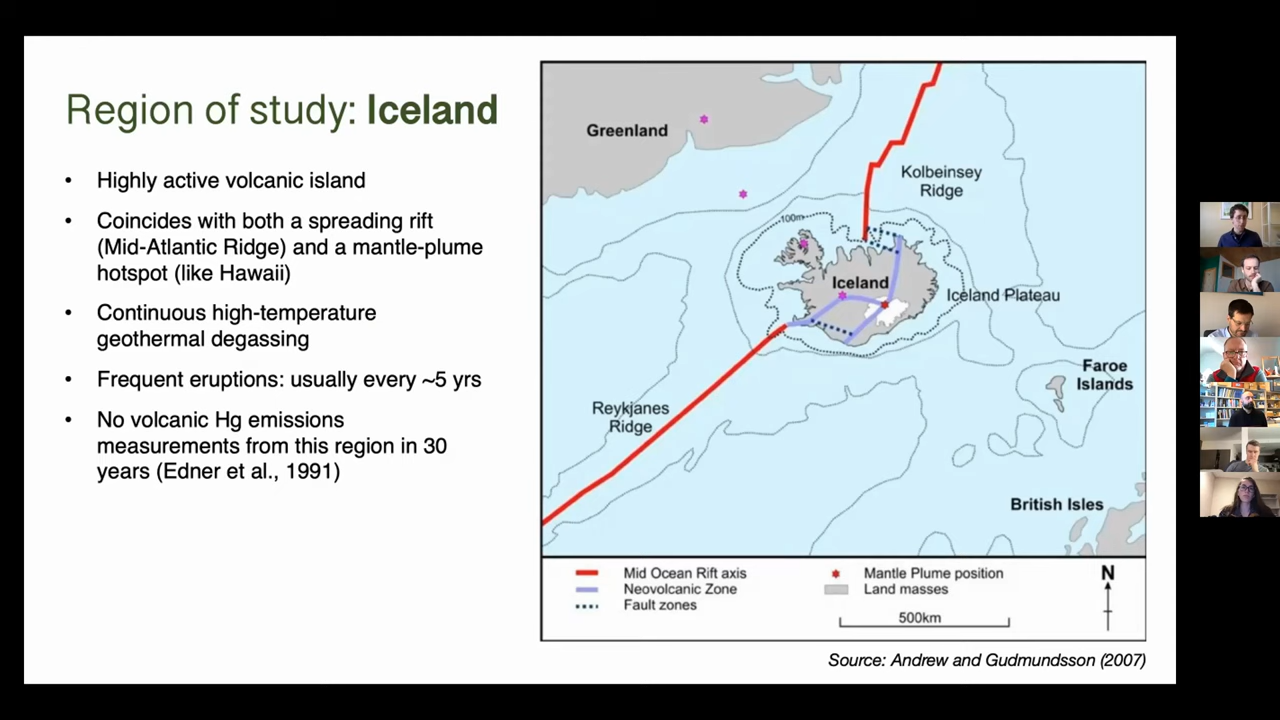 Region of study: Iceland
• Highly active volcanic island
• Coincides with both a spreading rift
(Mid-Atlantic Ridge) and a mantle-plume
hotspot (like Hawaii)
• Continuous high-temperature
geothermal degassing
• Frequent eruptions: usually every ~5 yrs
• No volcanic Hg emissions
measurements from this region in 30
years (Edner et al., 1991)
Greenland
Kolbeinsey
Ridge
100m
Iceland
Iceland Plateau
Faroe
Islands
Reykjanes
Ridge
British Isles
Mid Ocean Rift axis
Neovolcanic Zone
Fault zones
Mantle Plume position
Land masses
500km
N
Source: Andrew and Gudmundsson (2007)